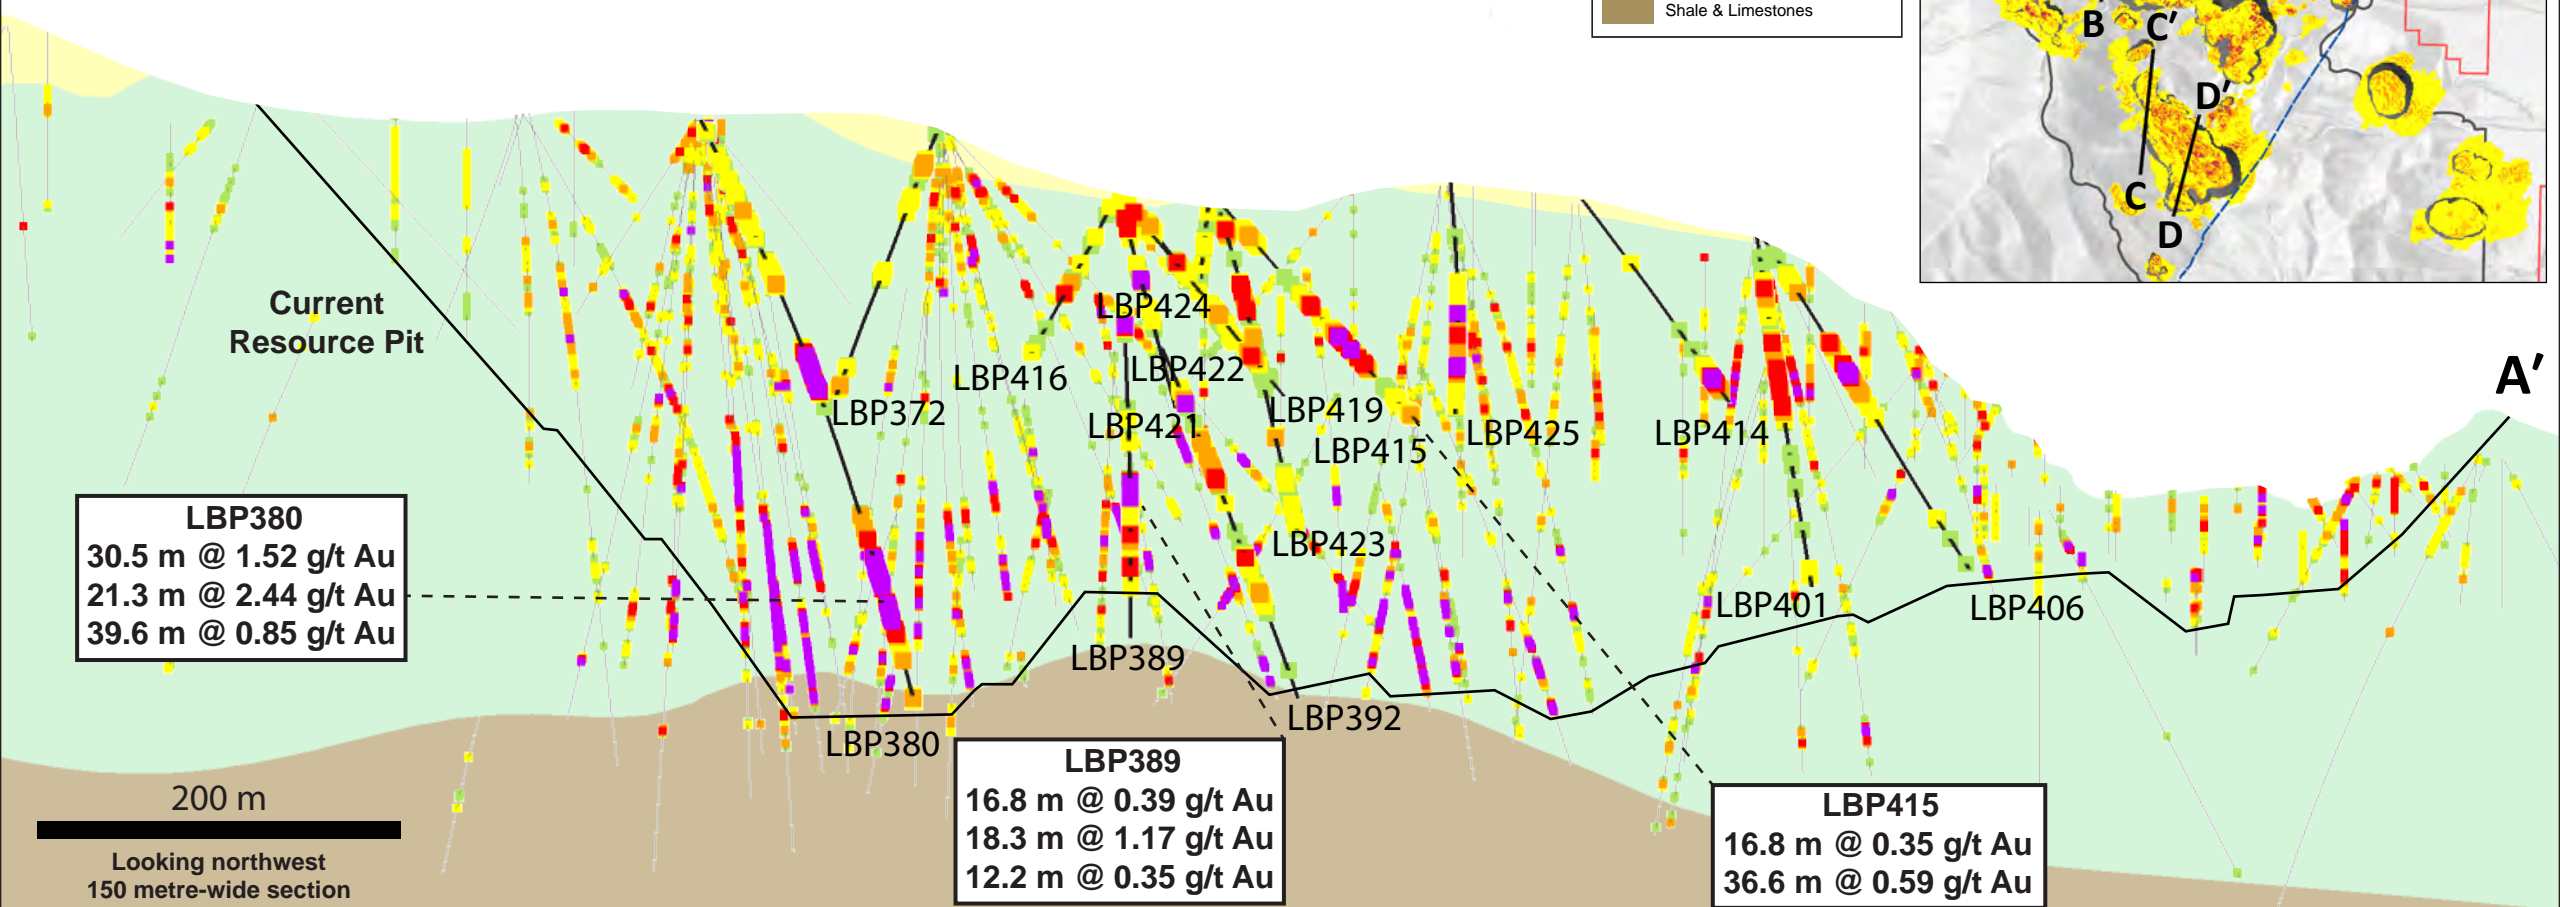 Shale & Limestones
B
C'
D'
C
D
Current
Resource Pit
A'
LBP424
LBP416
LBP422
LBP372
LBP421
LBP419
LBP415
LBP425
LBP414
LBP423
LBP401
LBP406
LBP389
LBP392
LBP380
LBP380
30.5 m @ 1.52 g/t Au
21.3 m @ 2.44 g/t Au
39.6 m @ 0.85 g/t Au
LBP389
16.8 m @ 0.39 g/t Au
18.3 m @ 1.17 g/t Au
12.2 m @ 0.35 g/t Au
LBP415
16.8 m @ 0.35 g/t Au
36.6 m @ 0.59 g/t Au
200 m
Looking northwest
150 metre-wide section